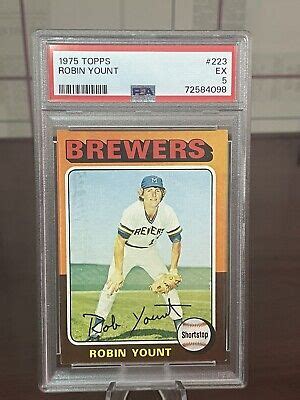 1975 TOPPS #223
ROBIN YOUNT EX
PSA 5
72584098
BREWERS
Rob Yount
Shortstop
ROBIN YOUNT